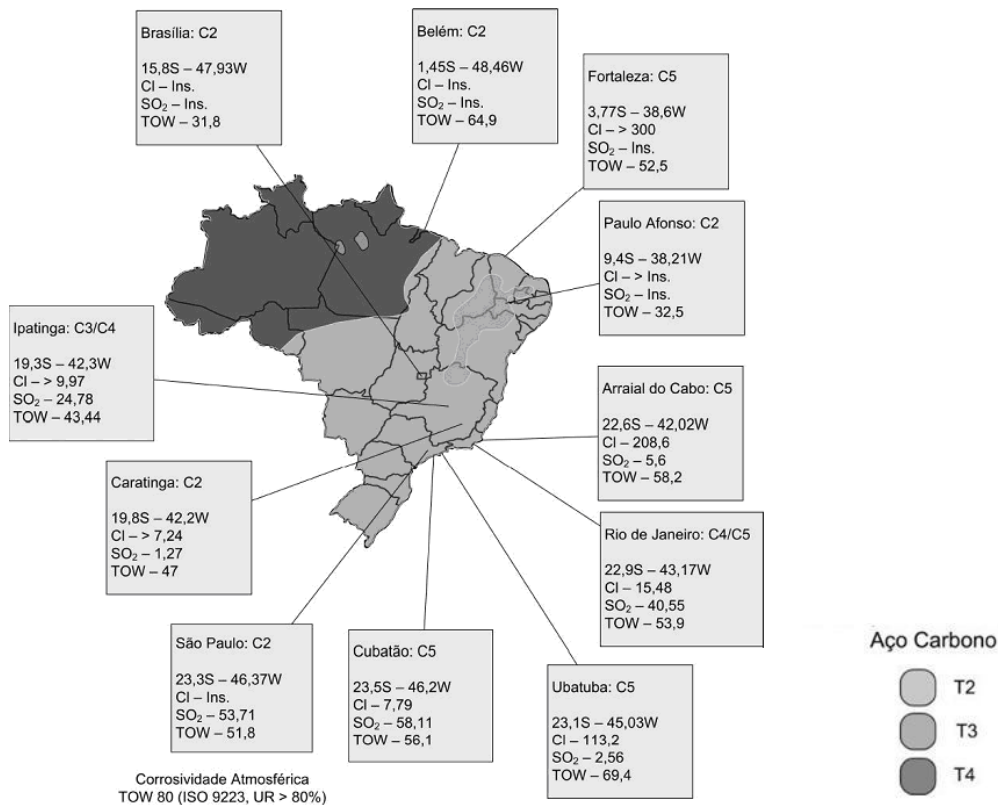 Brasília: C2
15,8S – 47,93W
Cl – Ins.
SO₂ – Ins.
TOW – 31,8
Belém: C2
1,45S – 48,46W
Cl – Ins.
SO₂ – Ins.
TOW – 64,9
Fortaleza: C5
3,77S – 38,6W
Cl – > 300
SO₂ – Ins.
TOW – 52,5
Paulo Afonso: C2
9,4S – 38,21W
Cl – > Ins.
SO₂ – Ins.
TOW – 32,5
Ipatinga: C3/C4
19,3S – 42,3W
Cl – > 9,97
SO₂ – 24,78
TOW – 43,44
Arraial do Cabo: C5
22,6S – 42,02W
Cl – 208,6
SO₂ – 5,6
TOW – 58,2
Caratinga: C2
19,8S – 42,2W
Cl – > 7,24
SO₂ – 1,27
TOW – 47
Rio de Janeiro: C4/C5
22,9S – 43,17W
Cl – 15,48
SO₂ – 40,55
TOW – 53,9
São Paulo: C2
23,3S – 46,37W
Cl – Ins.
SO₂ – 53,71
TOW – 51,8
Cubatão: C5
23,5S – 46,2W
Cl – 7,79
SO₂ – 58,11
TOW – 56,1
Ubatuba: C5
23,1S – 45,03W
Cl – 113,2
SO₂ – 2,56
TOW – 69,4
Aço Carbono
T2
T3
T4
Corrosividade Atmosférica
TOW 80 (ISO 9223, UR > 80%)